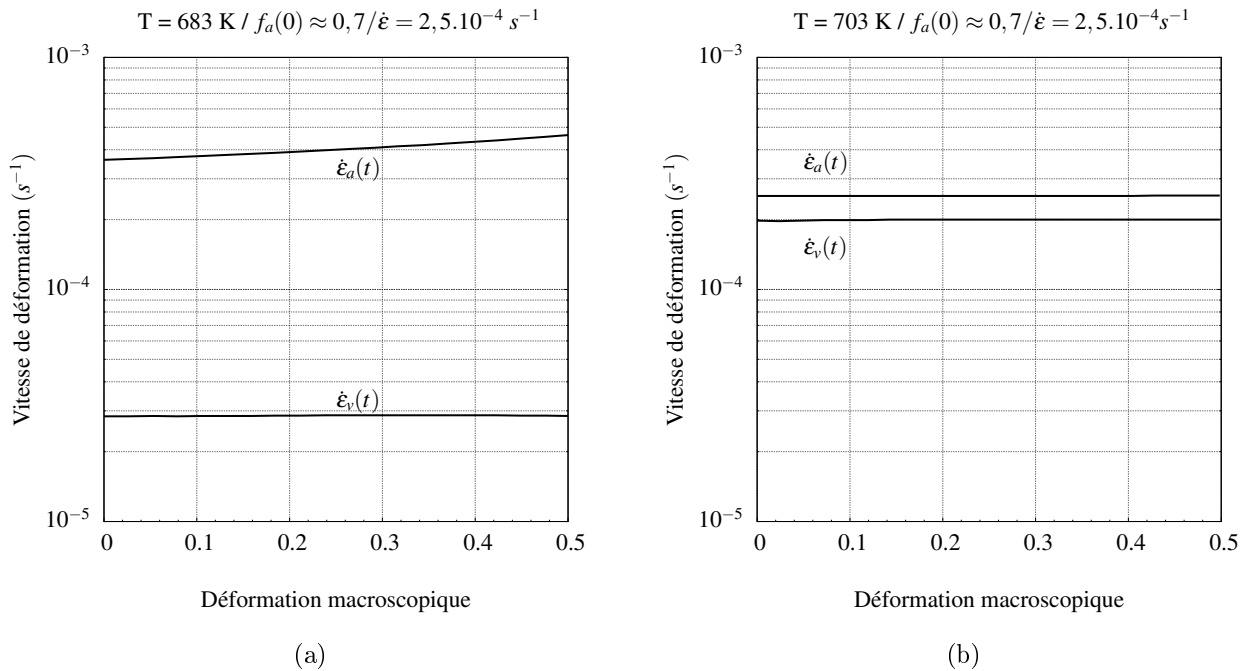 T = 683 K / f_a(0) ≈ 0,7/ε̇ = 2,5.10⁻⁴ s⁻¹
Vitesse de déformation (s⁻¹)
10⁻³
10⁻⁴
10⁻⁵
ε̇_a(t)
ε̇_v(t)
0 0.1 0.2 0.3 0.4 0.5
Déformation macroscopique
(a)
T = 703 K / f_a(0) ≈ 0,7/ε̇ = 2,5.10⁻⁴s⁻¹
Vitesse de déformation (s⁻¹)
10⁻³
10⁻⁴
10⁻⁵
ε̇_a(t)
ε̇_v(t)
0 0.1 0.2 0.3 0.4 0.5
Déformation macroscopique
(b)